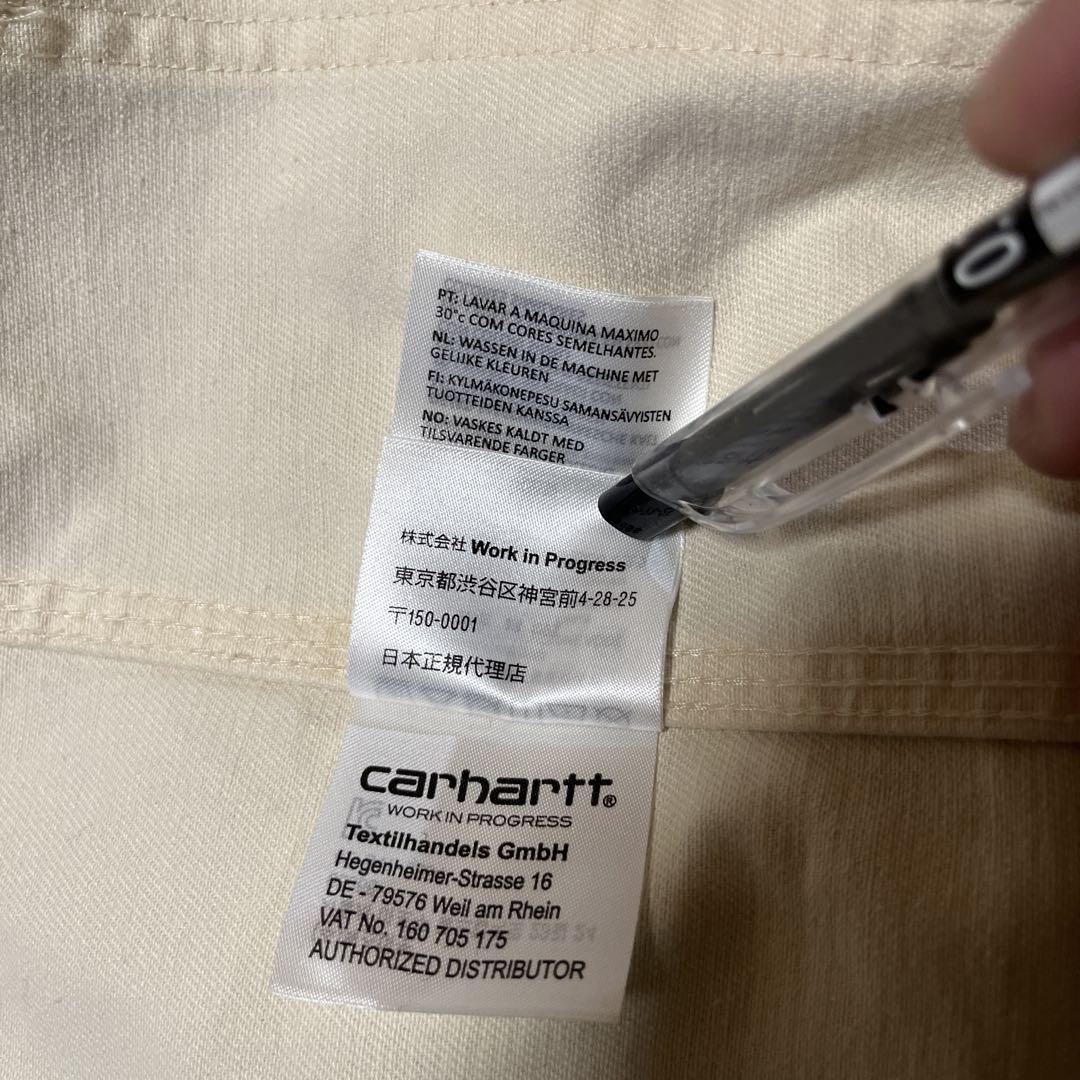 PT: LAVAR A MAQUINA MAXIMO
30°c COM CORES SEMELHANTES.
NL: WASSEN IN DE MACHINE MET
GELIJKE KLEUREN
FI: KYLMÄKONEPESU SAMANSÄVYISTEN
TUOTTEIDEN KANSSA
NO: VASKES KALDT MED
TILSVARENDE FARGER
株式会社 Work in Progress
東京都渋谷区神宮前4-28-25
〒150-0001
日本正規代理店
carhartt®
WORK IN PROGRESS
Textilhandels GmbH
Hegenheimer-Strasse 16
DE - 79576 Weil am Rhein
VAT No. 160 705 175
AUTHORIZED DISTRIBUTOR